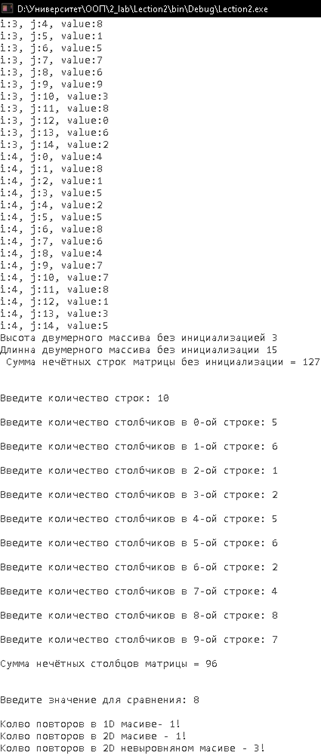 D:\Университет\ООП\2_lab\Lection2\bin\Debug\Lection2.exe
i:3, j:4, value:8
i:3, j:5, value:1
i:3, j:6, value:5
i:3, j:7, value:7
i:3, j:8, value:6
i:3, j:9, value:9
i:3, j:10, value:3
i:3, j:11, value:8
i:3, j:12, value:0
i:3, j:13, value:6
i:3, j:14, value:2
i:4, j:0, value:4
i:4, j:1, value:8
i:4, j:2, value:1
i:4, j:3, value:5
i:4, j:4, value:2
i:4, j:5, value:5
i:4, j:6, value:8
i:4, j:7, value:6
i:4, j:8, value:4
i:4, j:9, value:7
i:4, j:10, value:7
i:4, j:11, value:8
i:4, j:12, value:1
i:4, j:13, value:3
i:4, j:14, value:5
Высота двумерного массива без инициализацией 3
Длинна двумерного массива без инициализации 15
Сумма нечётных строк матрицы без инициализации = 127
Введите количество строк: 10
Введите количество столбчиков в 0-ой строке: 5
Введите количество столбчиков в 1-ой строке: 6
Введите количество столбчиков в 2-ой строке: 1
Введите количество столбчиков в 3-ой строке: 2
Введите количество столбчиков в 4-ой строке: 5
Введите количество столбчиков в 5-ой строке: 6
Введите количество столбчиков в 6-ой строке: 2
Введите количество столбчиков в 7-ой строке: 4
Введите количество столбчиков в 8-ой строке: 8
Введите количество столбчиков в 9-ой строке: 7
Сумма нечётных столбцов матрицы = 96
Введите значение для сравнения: 8
Колво повторов в 1D масиве- 1!
Колво повторов в 2D масиве - 1!
Колво повторов в 2D невыровняном масиве - 3!